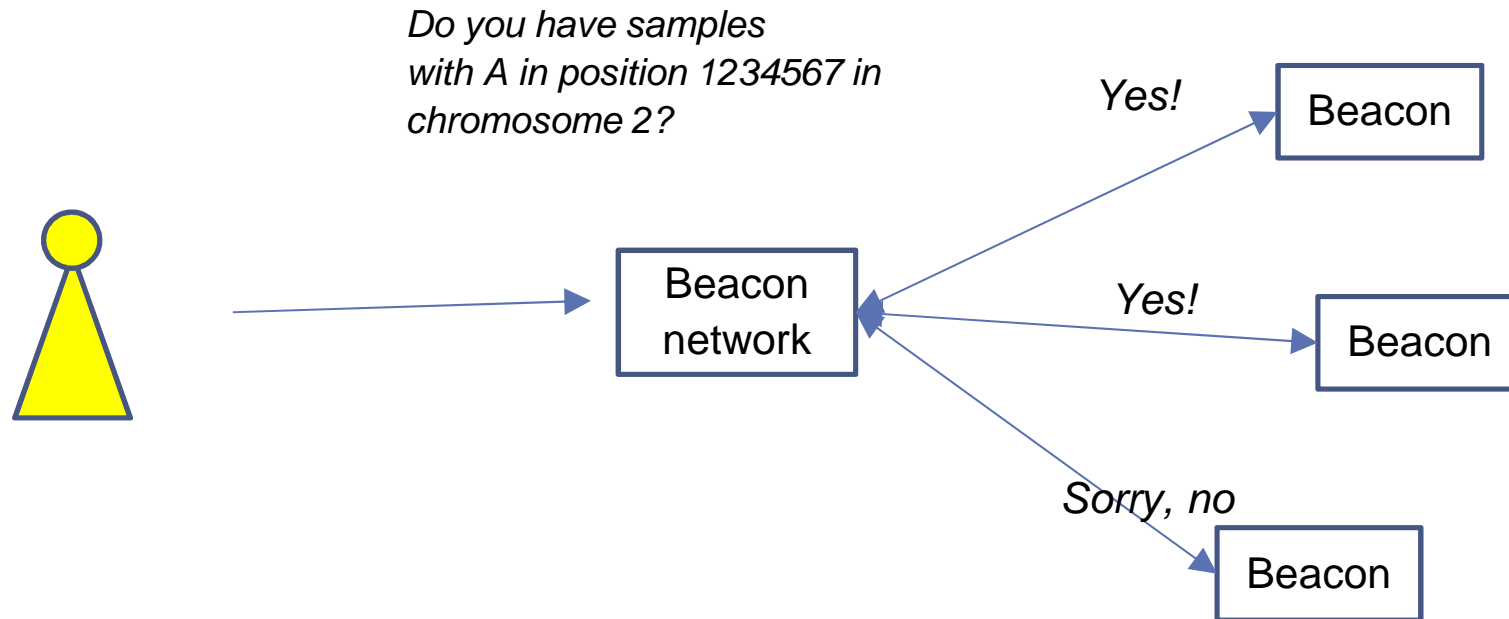 Do you have samples
with A in position 1234567 in
chromosome 2?
Yes!
Beacon
Beacon
network
Yes!
Beacon
Sorry, no
Beacon